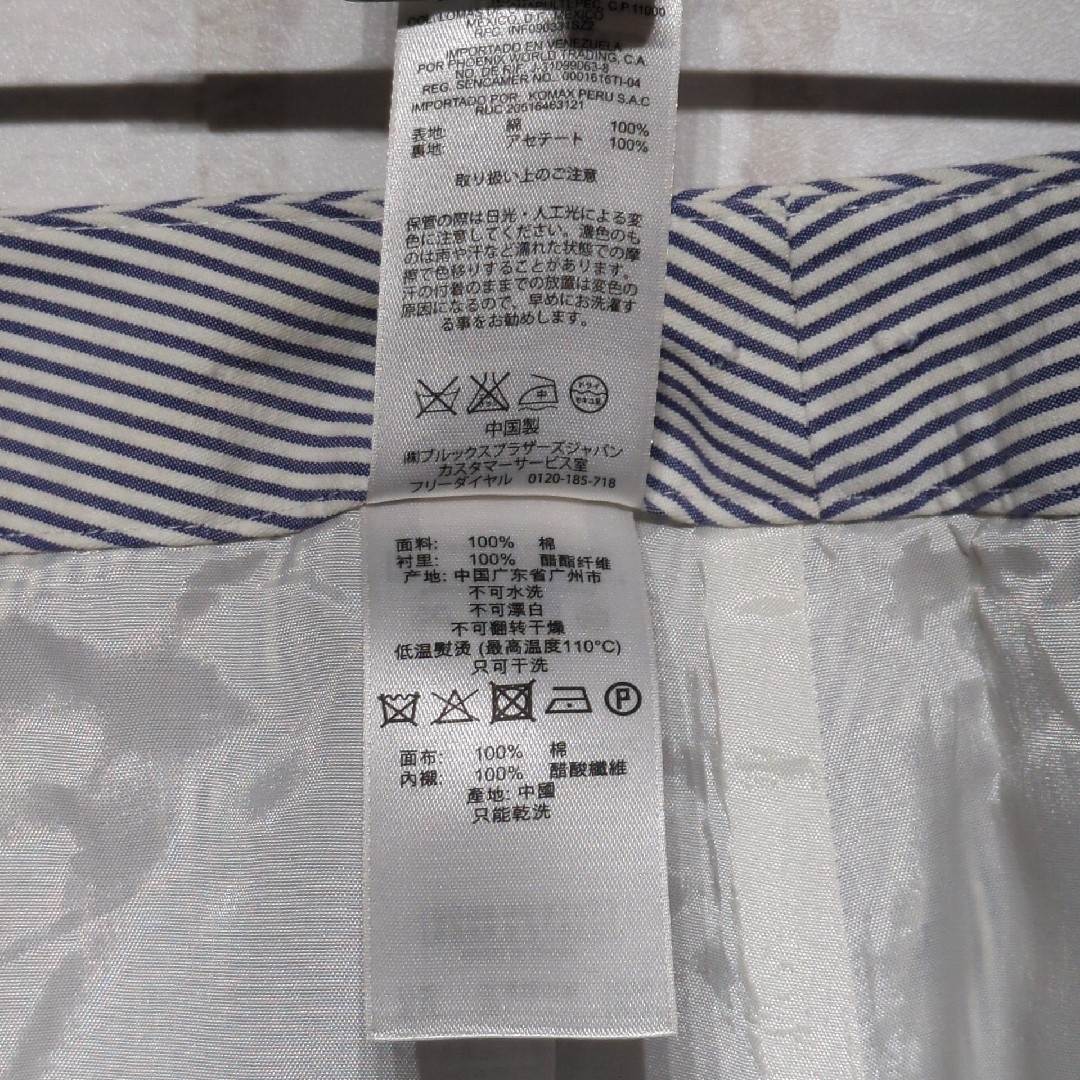 C.P. 11000
MEXICO, D.F. MEXICO
IMPORTADO EN VENEZUELA
POR PHOENIX WORLD TRADING, C.A.
REG. SENCAMER NO. 0001616TI-04
IMPORTADO POR: KOMAX PERU S.A.C
RUC 20516463121
表地: 綿 100%
裏地: アセテート 100%
取り扱い上のご注意
保管の際は日光・人工光による変
色に注意してください。濃色のも
のは雨や汗など濡れた状態での摩
擦で色移りすることがあります。
汗の付着のままでの放置は変色の
原因になるので、早めにお洗濯す
る事をお勧めします。
中
ドライ
中国製
㈱ブルックスブラザーズジャパン
カスタマーサービス室
フリーダイヤル 0120-185-718
面料: 100% 棉
衬里: 100% 醋酯纤维
产地: 中国广东省广州市
不可水洗
不可漂白
不可翻转干燥
低温熨烫 (最高温度110°C)
只可干洗
P
面布: 100% 棉
內襯: 100% 醋酸纖維
產地: 中國
只能乾洗